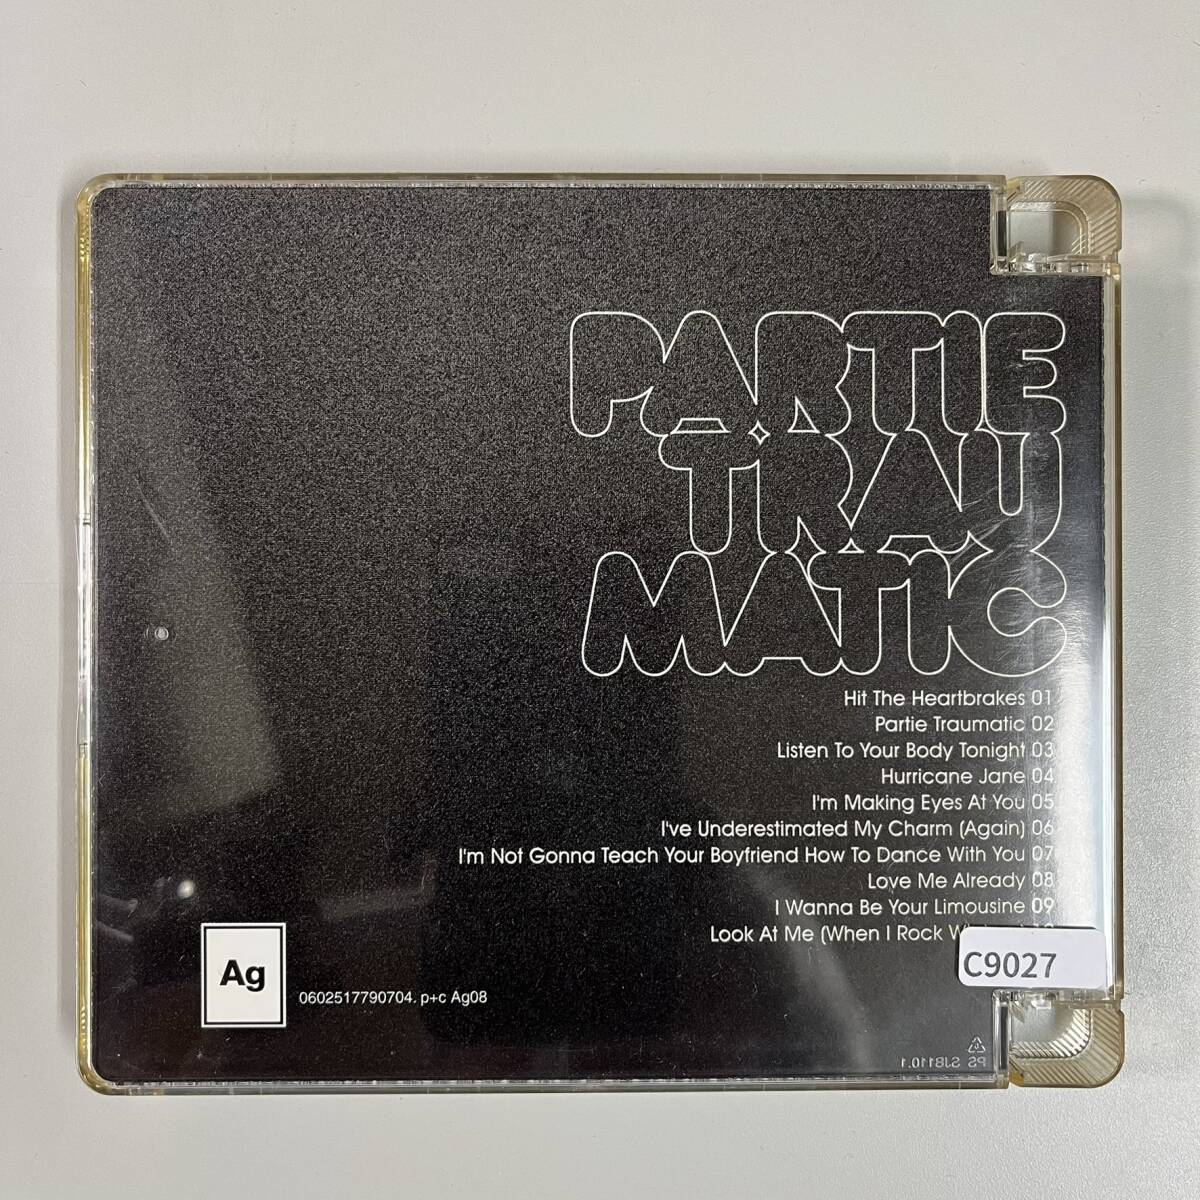 PARTIE
TRAU
MATIC
Hit The Heartbrakes 01
Partie Traumatic 02
Listen To Your Body Tonight 03
Hurricane Jane 04
I'm Making Eyes At You 05
I've Underestimated My Charm (Again) 06
I'm Not Gonna Teach Your Boyfriend How To Dance With You 07
Love Me Already 08
I Wanna Be Your Limousine 09
Look At Me (When I Rock
C9027
Ag
0602517790704. p+c Ag08
PS SJB110.1